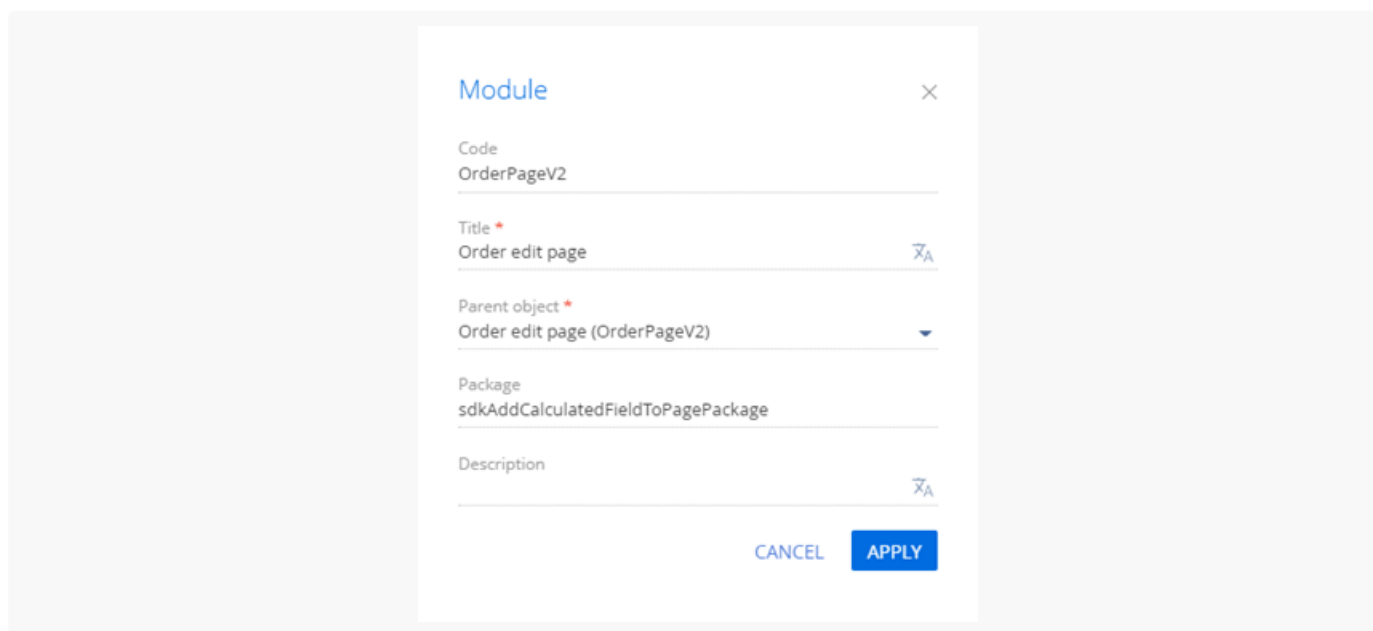 Module
Code
OrderPageV2
Title *
Order edit page
Parent object *
Order edit page (OrderPageV2)
Package
sdkAddCalculatedFieldToPagePackage
Description
CANCEL APPLY